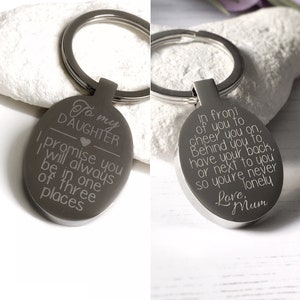 To my
DAUGHTER
I promise you
I will always
be in one
of three
places
In front
of you to
cheer you on.
Behind you to
have your back,
or next to you
so you're never
lonely
Love, Mum